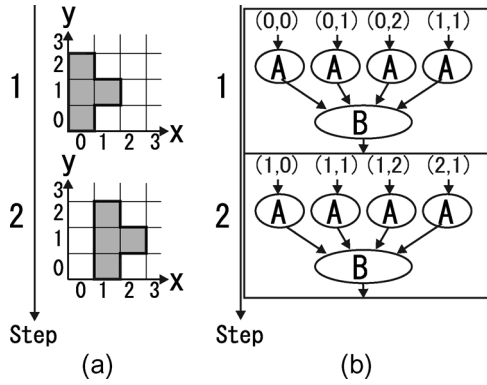 y
3
2
1
0
0 1 2 3
x
1
y
3
2
1
0
0 1 2 3
x
2
Step
(a)
(0,0) (0,1) (0,2) (1,1)
A A A A
B
1
(1,0) (1,1) (1,2) (2,1)
A A A A
B
2
Step
(b)